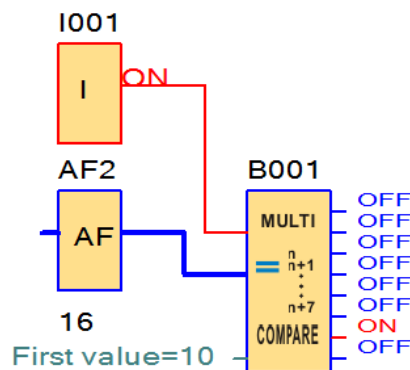 I001
ON
I
AF2
AF
16
First value=10
B001
MULTI
= n
n+1
n+7
COMPARE
OFF
OFF
OFF
OFF
OFF
OFF
ON
OFF